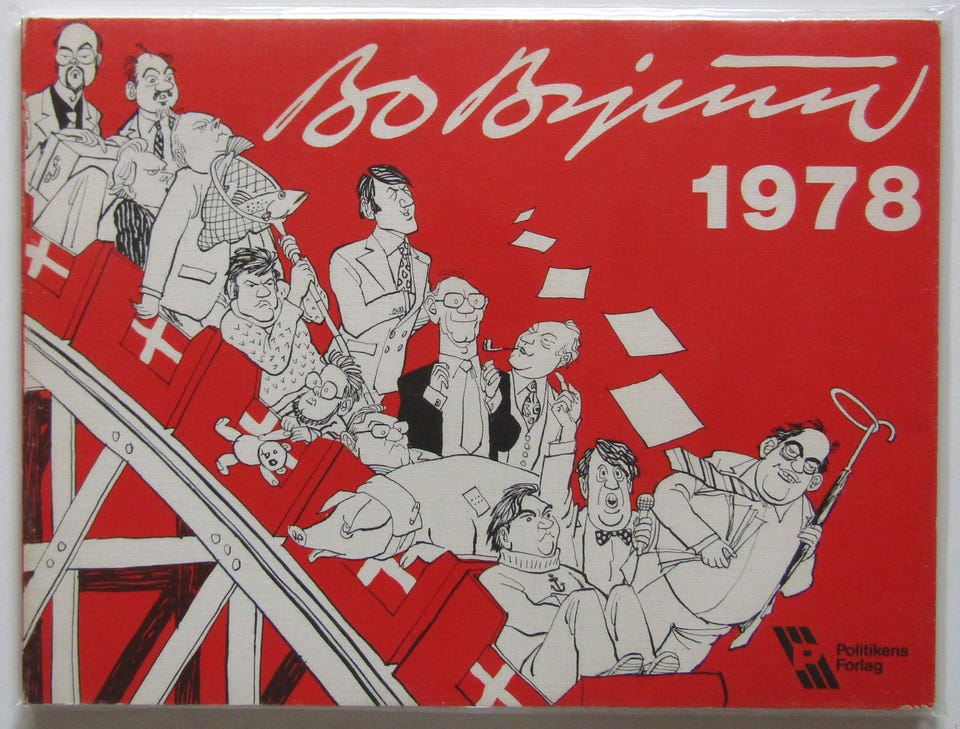 Bo Bojesen
1978
Politikens
Forlag